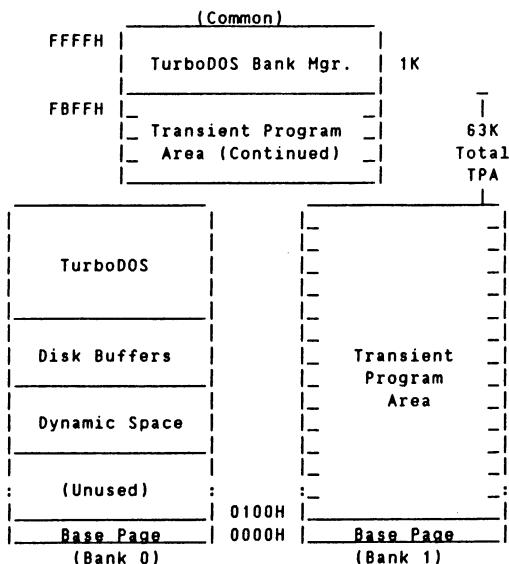 (Common)
FFFFH
TurboDOS Bank Mgr. 1K
FBFFH
Transient Program
Area (Continued)
63K
Total
TPA
TurboDOS
Disk Buffers
Dynamic Space
(Unused)
Base Page
(Bank 0)
0100H
0000H
Transient
Program
Area
Base Page
(Bank 1)